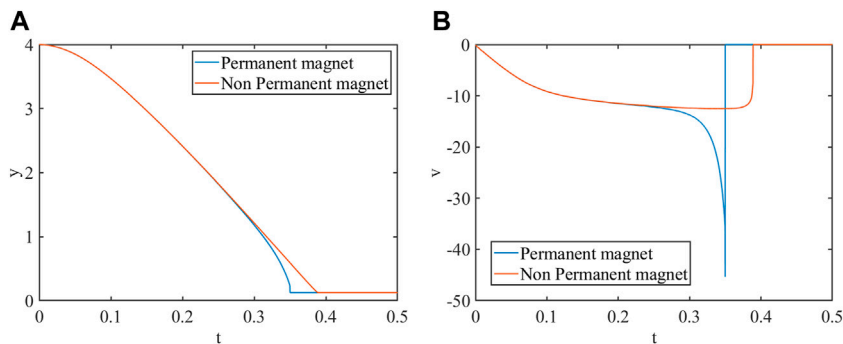 A
4
3
2
1
0
y
0 0.1 0.2 0.3 0.4 0.5
t
Permanent magnet
Non Permanent magnet
B
0
-10
-20
-30
-40
-50
v
0 0.1 0.2 0.3 0.4 0.5
t
Permanent magnet
Non Permanent magnet